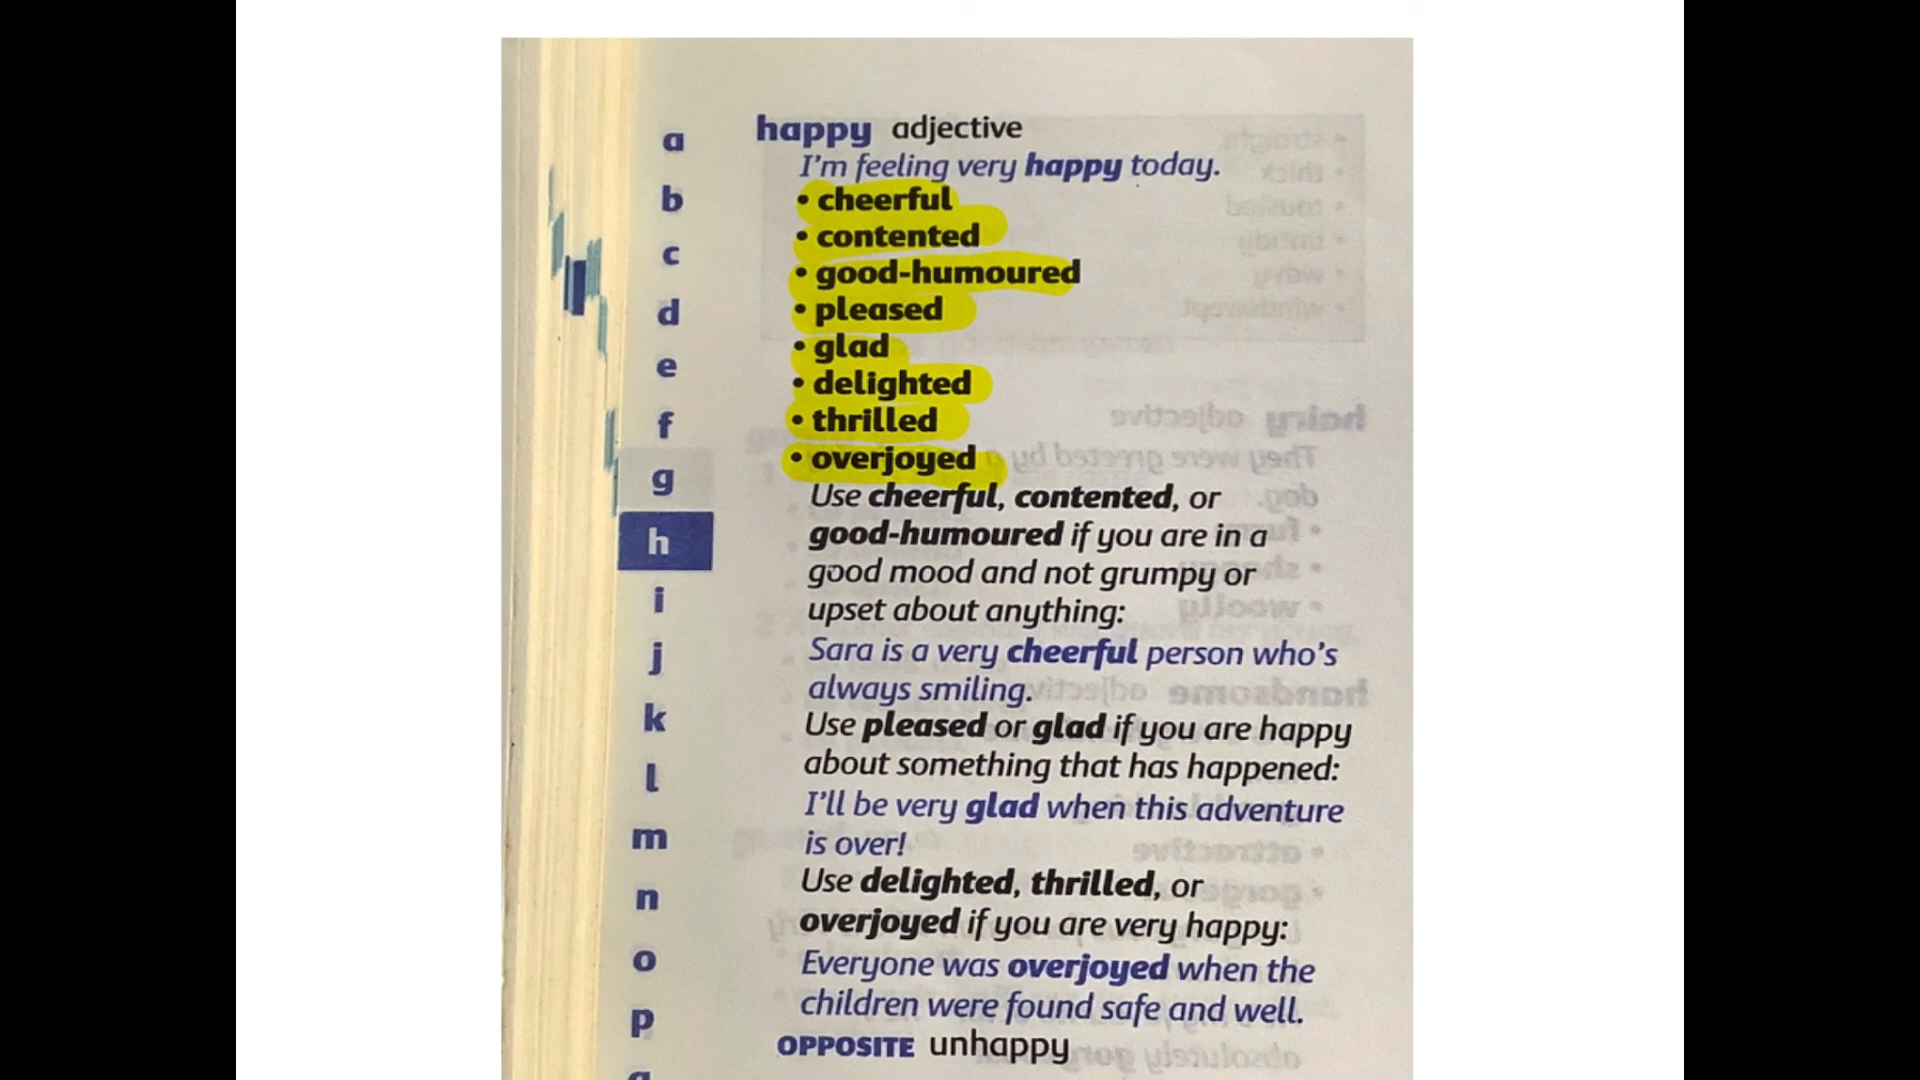 a
b
c
d
e
f
g
h
i
j
k
l
m
n
o
p
happy adjective
I'm feeling very happy today.
• cheerful
• contented
• good-humoured
• pleased
• glad
• delighted
• thrilled
• overjoyed
Use cheerful, contented, or
good-humoured if you are in a
good mood and not grumpy or
upset about anything:
Sara is a very cheerful person who's
always smiling.
Use pleased or glad if you are happy
about something that has happened:
I'll be very glad when this adventure
is over!
Use delighted, thrilled, or
overjoyed if you are very happy:
Everyone was overjoyed when the
children were found safe and well.
OPPOSITE unhappy